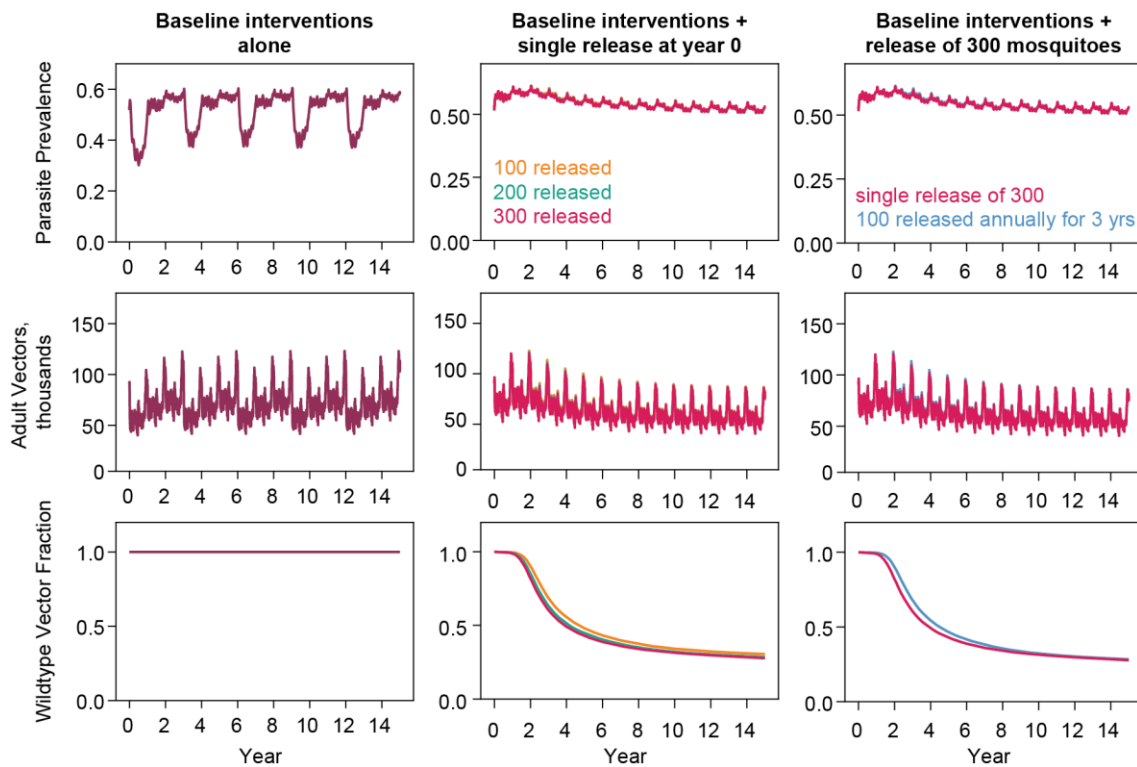 Baseline interventions
alone
Baseline interventions +
single release at year 0
Baseline interventions +
release of 300 mosquitoes
Parasite Prevalence
0.6
0.4
0.2
0.0
0 2 4 6 8 10 12 14
0.50
0.25
0.00
100 released
200 released
300 released
0 2 4 6 8 10 12 14
0.50
0.25
0.00
single release of 300
100 released annually for 3 yrs
0 2 4 6 8 10 12 14
Adult Vectors,
thousands
150
100
50
0
0 2 4 6 8 10 12 14
150
100
50
0
0 2 4 6 8 10 12 14
150
100
50
0
0 2 4 6 8 10 12 14
Wildtype Vector Fraction
1.0
0.5
0.0
0 2 4 6 8 10 12 14
Year
1.0
0.5
0.0
0 2 4 6 8 10 12 14
Year
1.0
0.5
0.0
0 2 4 6 8 10 12 14
Year